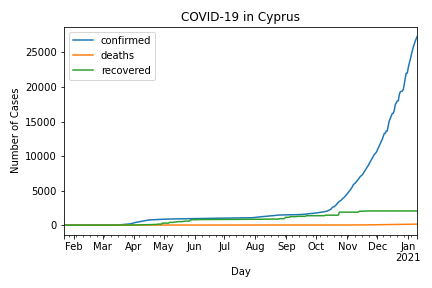 COVID-19 in Cyprus
confirmed
deaths
recovered
Number of Cases
25000
20000
15000
10000
5000
0
Feb Mar Apr May Jun Jul Aug Sep Oct Nov Dec Jan
2021
Day